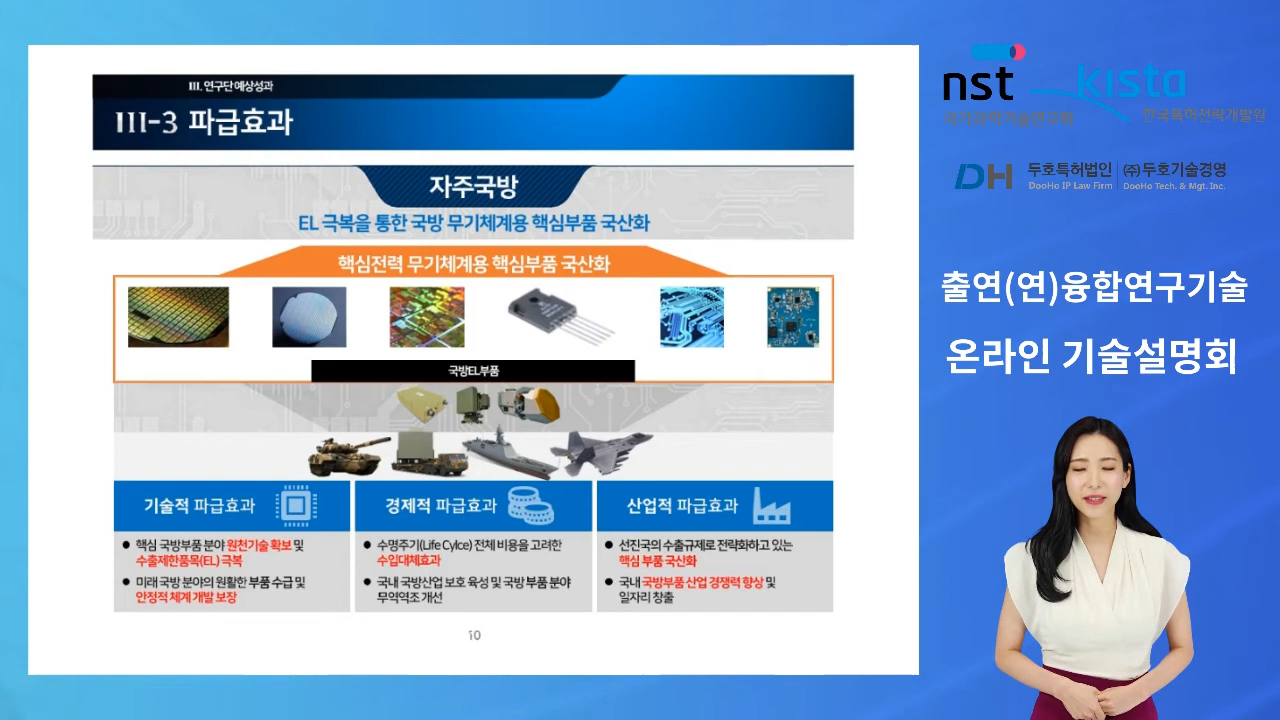 III. 연구단 예상성과
III-3 파급효과
자주국방
EL 극복을 통한 국방 무기체계용 핵심부품 국산화
핵심전력 무기체계용 핵심부품 국산화
국방EL부품
기술적 파급효과
● 핵심 국방부품 분야 원천기술 확보 및
수출제한품목(EL) 극복
● 미래 국방 분야의 원활한 부품 수급 및
안정적 체계 개발 보장
경제적 파급효과
● 수명주기(Life Cylce) 전체 비용을 고려한
수입대체효과
● 국내 국방산업 보호 육성 및 국방 부품 분야
무역역조 개선
산업적 파급효과
● 선진국의 수출규제로 전략화하고 있는
핵심 부품 국산화
● 국내 국방부품 산업 경쟁력 향상 및
일자리 창출
10
nst
국가과학기술연구회
kista
한국특허전략개발원
DH 두호특허법인 | ㈜두호기술경영
DooHo IP Law Firm | DooHo Tech. & Mgt. Inc.
출연(연)융합연구기술
온라인 기술설명회